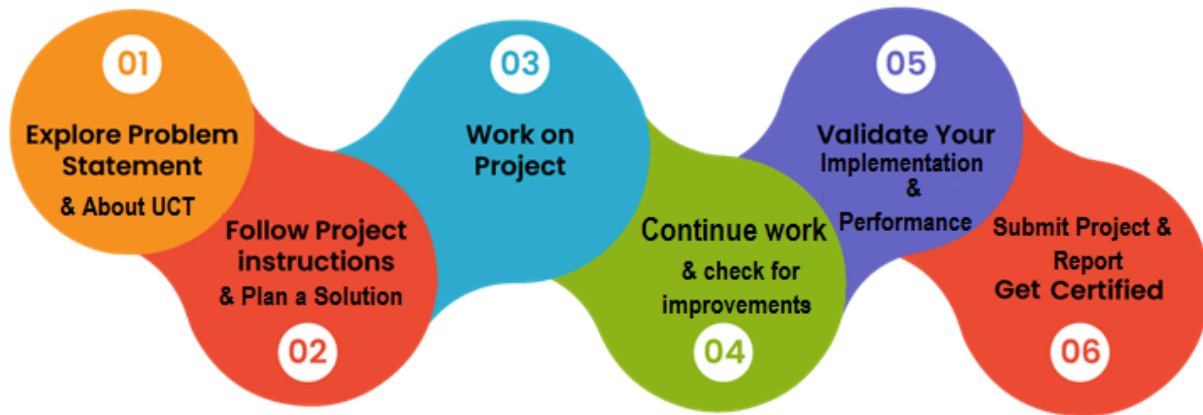 01
Explore Problem
Statement
& About UCT
Follow Project
instructions
& Plan a Solution
02
03
Work on
Project
Continue work
& check for
improvements
04
05
Validate Your
Implementation
&
Performance
Submit Project &
Report
Get Certified
06